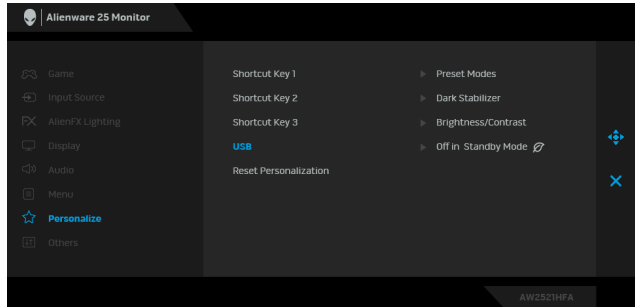 Alienware 25 Monitor
Game
Input Source
AlienFX Lighting
Display
Audio
Menu
Personalize
Others
Shortcut Key 1
Preset Modes
Shortcut Key 2
Dark Stabilizer
Shortcut Key 3
Brightness/Contrast
USB
Off in Standby Mode
Reset Personalization
AW2521HFA